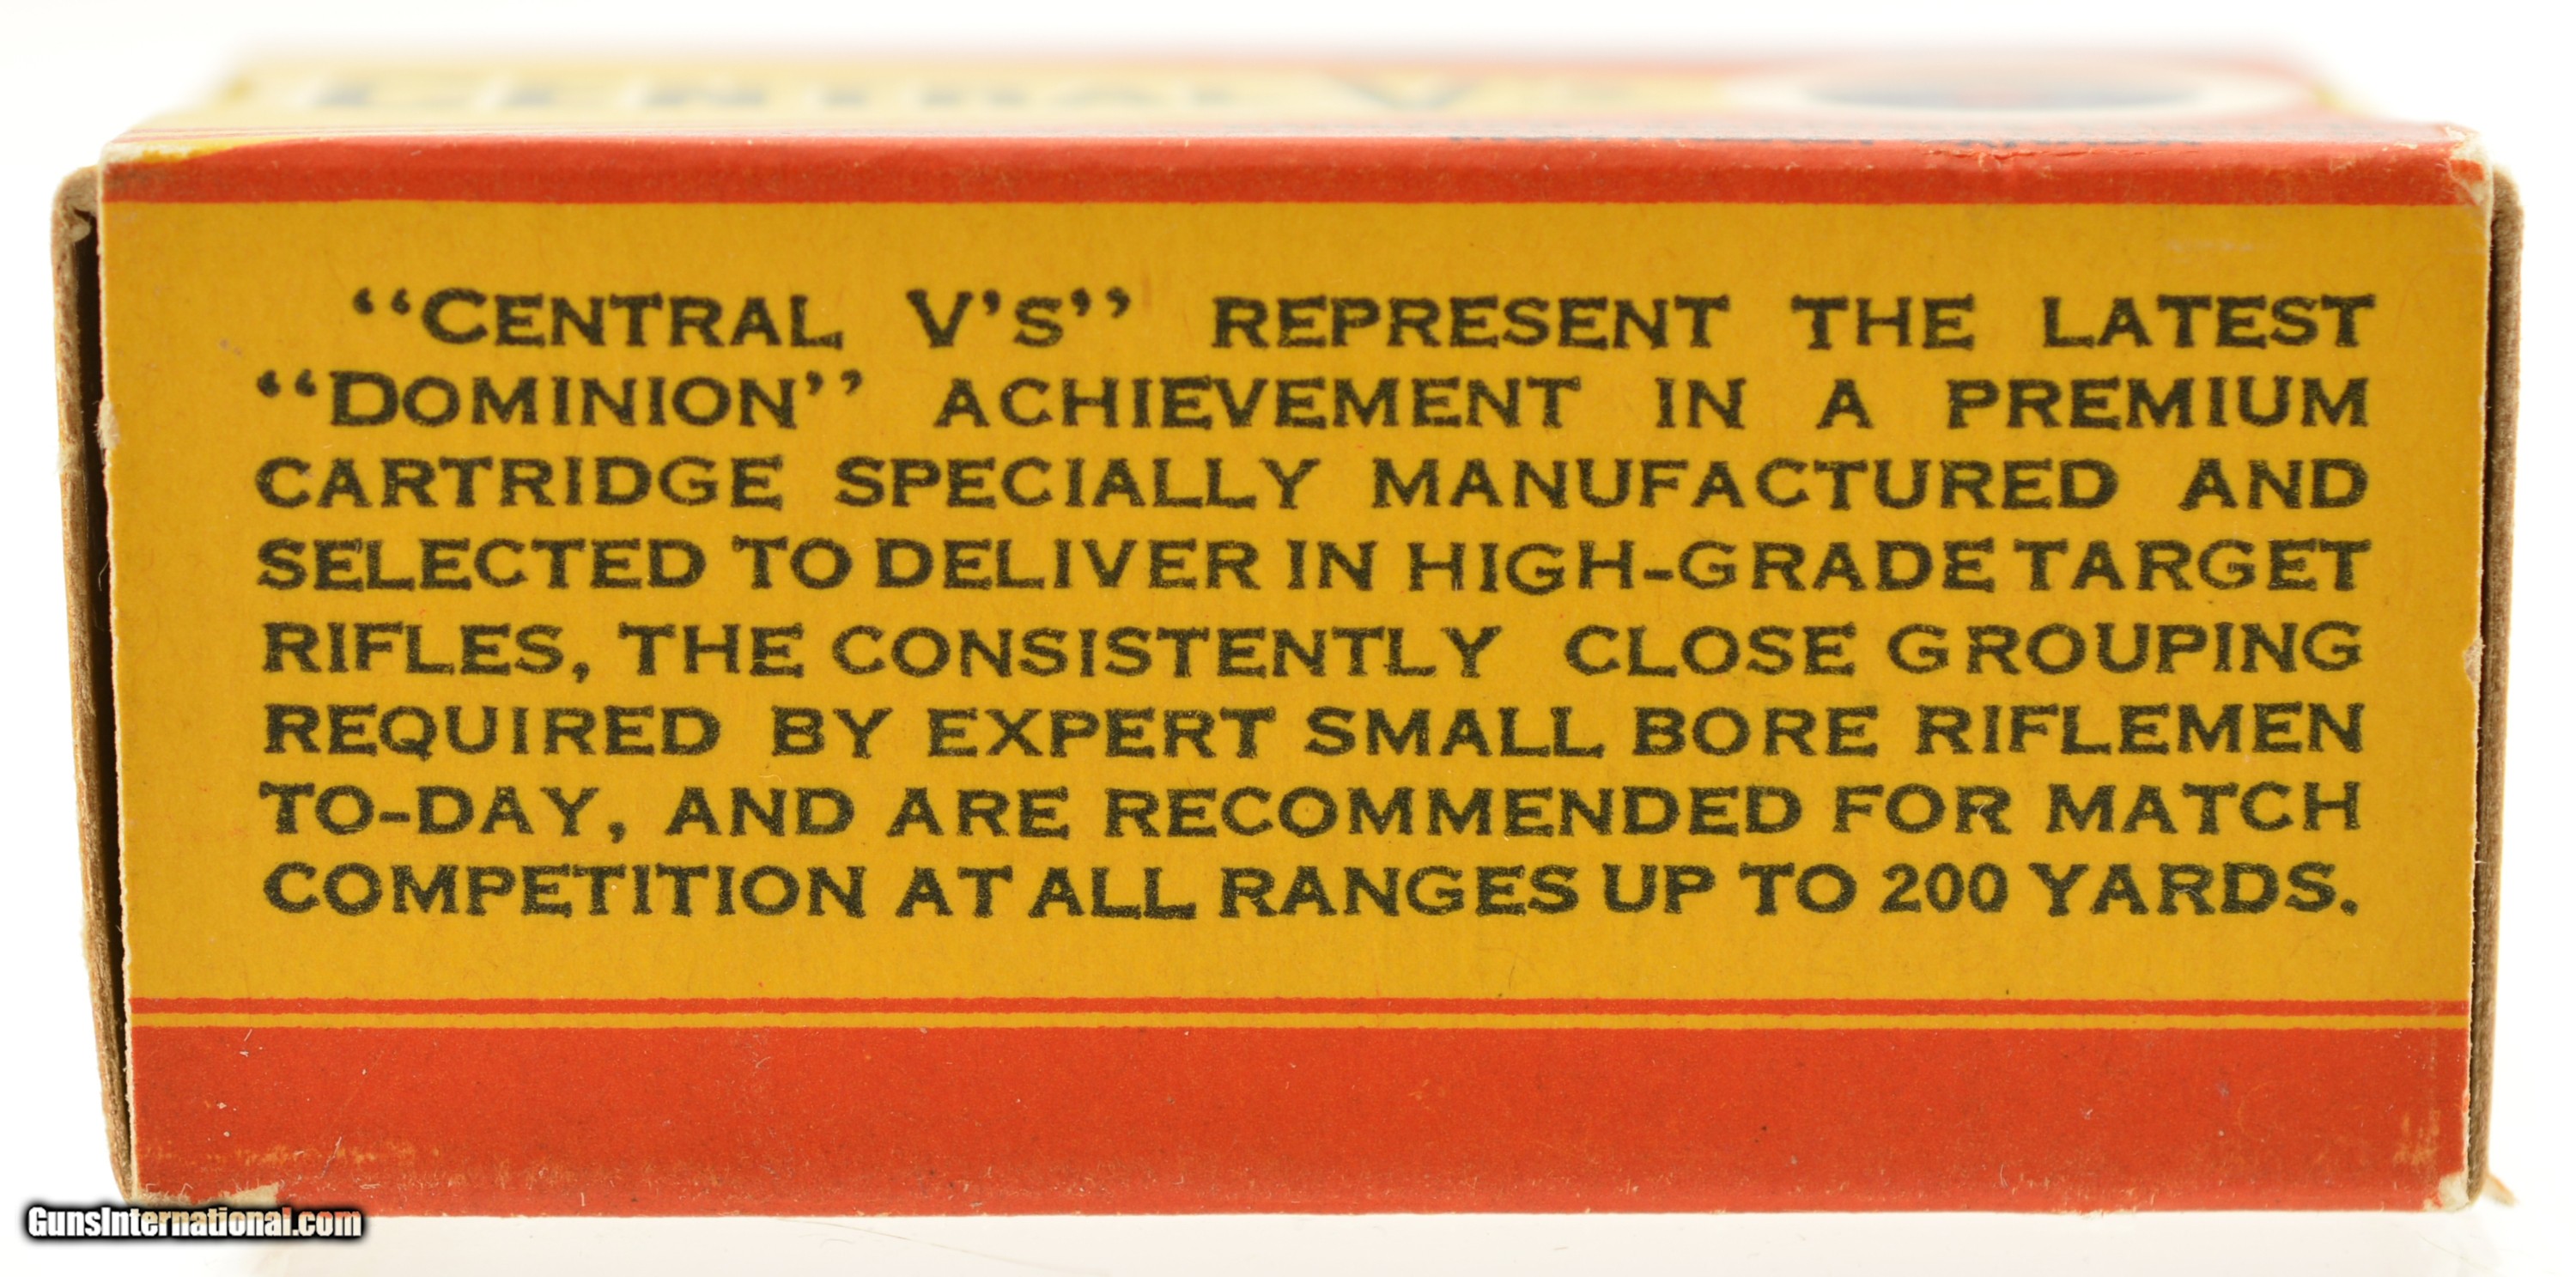 CENTRAL V's
“CENTRAL V’S” REPRESENT THE LATEST
“DOMINION” ACHIEVEMENT IN A PREMIUM
CARTRIDGE SPECIALLY MANUFACTURED AND
SELECTED TO DELIVER IN HIGH-GRADE TARGET
RIFLES, THE CONSISTENTLY CLOSE GROUPING
REQUIRED BY EXPERT SMALL BORE RIFLEMEN
TO-DAY, AND ARE RECOMMENDED FOR MATCH
COMPETITION AT ALL RANGES UP TO 200 YARDS.
GunsInternational.com